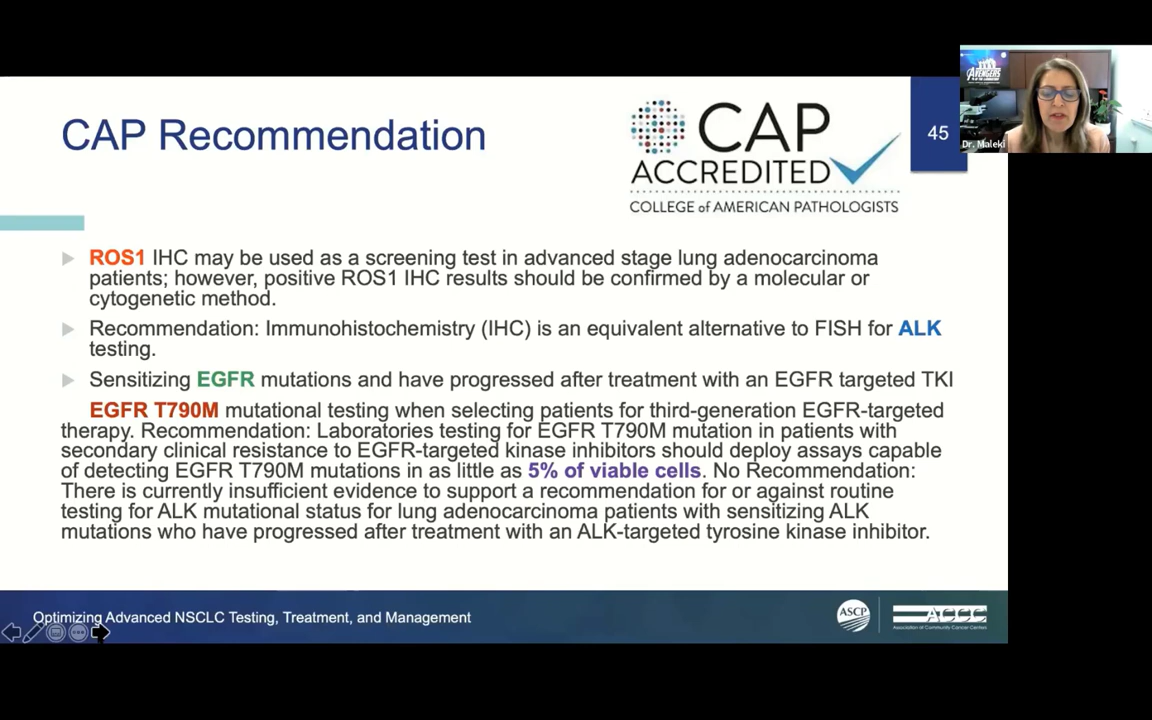 CAP Recommendation
CAP
ACCREDITED
COLLEGE of AMERICAN PATHOLOGISTS
45
AVENGERS
Dr. Maleki
ROS1 IHC may be used as a screening test in advanced stage lung adenocarcinoma
patients; however, positive ROS1 IHC results should be confirmed by a molecular or
cytogenetic method.
Recommendation: Immunohistochemistry (IHC) is an equivalent alternative to FISH for ALK
testing.
Sensitizing EGFR mutations and have progressed after treatment with an EGFR targeted TKI
EGFR T790M mutational testing when selecting patients for third-generation EGFR-targeted
therapy. Recommendation: Laboratories testing for EGFR T790M mutation in patients with
secondary clinical resistance to EGFR-targeted kinase inhibitors should deploy assays capable
of detecting EGFR T790M mutations in as little as 5% of viable cells. No Recommendation:
There is currently insufficient evidence to support a recommendation for or against routine
testing for ALK mutational status for lung adenocarcinoma patients with sensitizing ALK
mutations who have progressed after treatment with an ALK-targeted tyrosine kinase inhibitor.
Optimizing Advanced NSCLC Testing, Treatment, and Management
ASCP
ACCC
Association of Community Cancer Centers